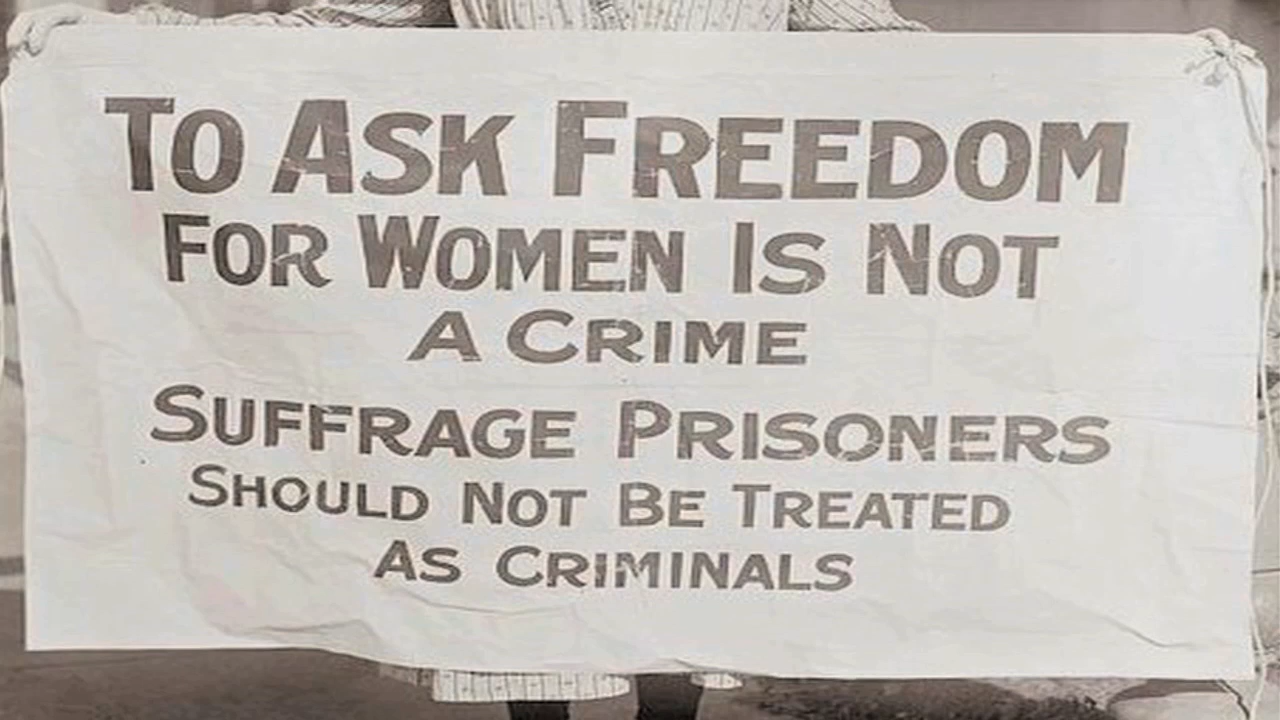 TO ASK FREEDOM
FOR WOMEN IS NOT
A CRIME
SUFFRAGE PRISONERS
SHOULD NOT BE TREATED
AS CRIMINALS